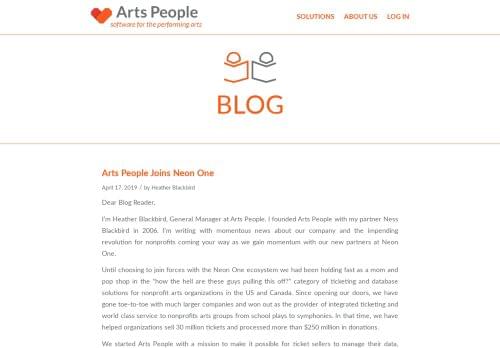 Arts People
software for the performing arts
SOLUTIONS ABOUT US LOG IN
BLOG
Arts People Joins Neon One
April 17, 2019 / by Heather Blackbird
Dear Blog Reader,
I'm Heather Blackbird, General Manager at Arts People. I founded Arts People with my partner Ness
Blackbird in 2006. I'm writing with momentous news about our company and the impending
revolution for nonprofits coming your way as we gain momentum with our new partners at Neon
One.
Until choosing to join forces with the Neon One ecosystem we had been holding fast as a mom and
pop shop in the "how the hell are these guys pulling this off?" category of ticketing and database
solutions for nonprofit arts organizations in the US and Canada. Since opening our doors, we have
gone toe-to-toe with much larger companies and won out as the provider of integrated ticketing and
world class service to nonprofits arts groups from school plays to symphonies. In that time, we have
helped organizations sell 30 million tickets and processed more than $250 million in donations.
We started Arts People with a mission to make it possible for ticket sellers to manage their data,